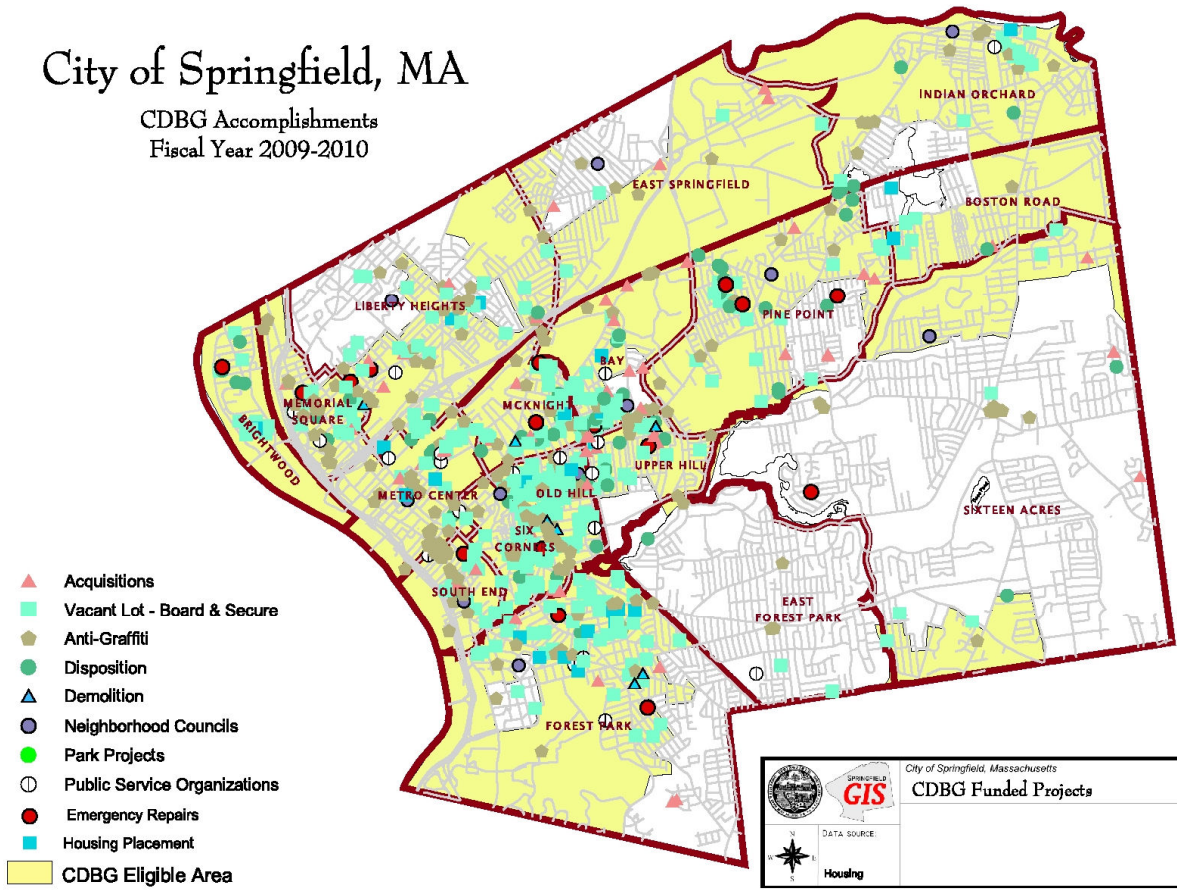 City of Springfield, MA
CDBG Accomplishments
Fiscal Year 2009-2010
INDIAN ORCHARD
EAST SPRINGFIELD
BOSTON ROAD
LIBERTY HEIGHTS
PINE POINT
BAY
MCKNIGHT
MEMORIAL
SQUARE
BRIGHTWOOD
UPPER HILL
METRO CENTER
OLD HILL
SIXTEEN ACRES
SIX
CORNERS
SOUTH END
EAST
FOREST PARK
FOREST PARK
Acquisitions
Vacant Lot - Board & Secure
Anti-Graffiti
Disposition
Demolition
Neighborhood Councils
Park Projects
Public Service Organizations
Emergency Repairs
Housing Placement
CDBG Eligible Area
SPRINGFIELD
GIS
City of Springfield, Massachusetts
CDBG Funded Projects
N
W E
S
DATA SOURCE:
Housing